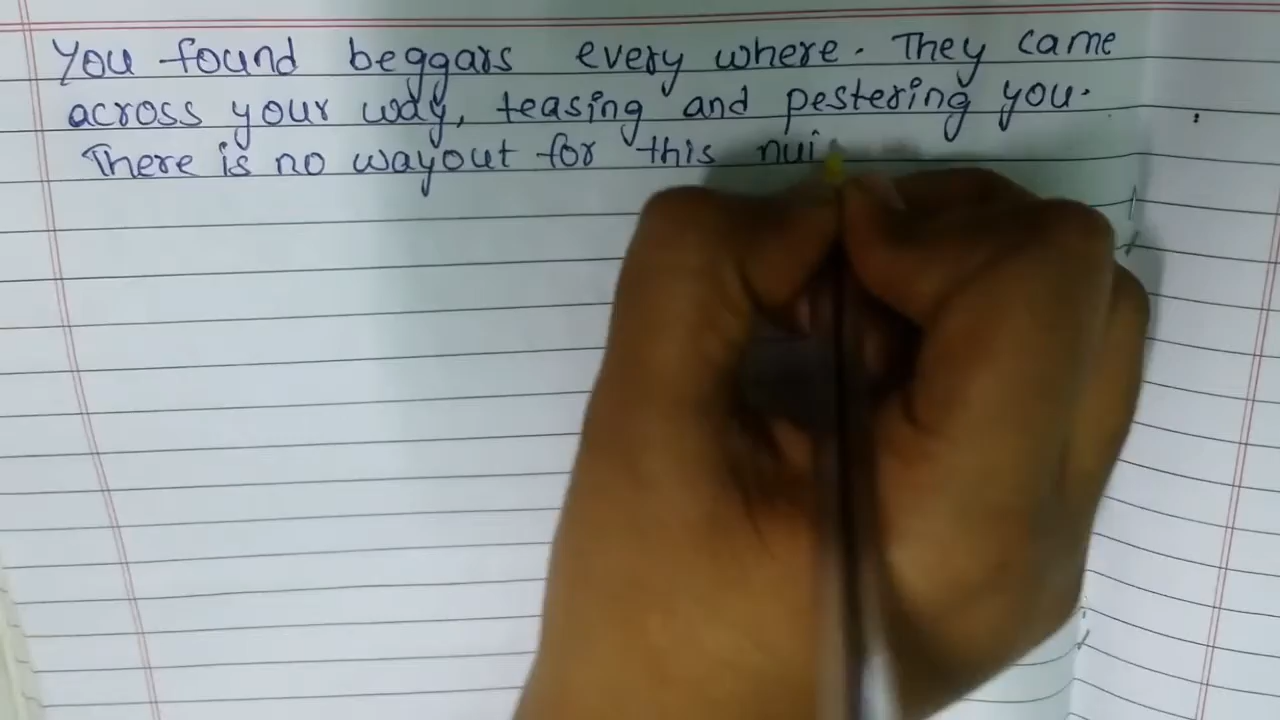 You found beggars every where. They came
across your way, teasing and pestering you.
There is no wayout for this nui